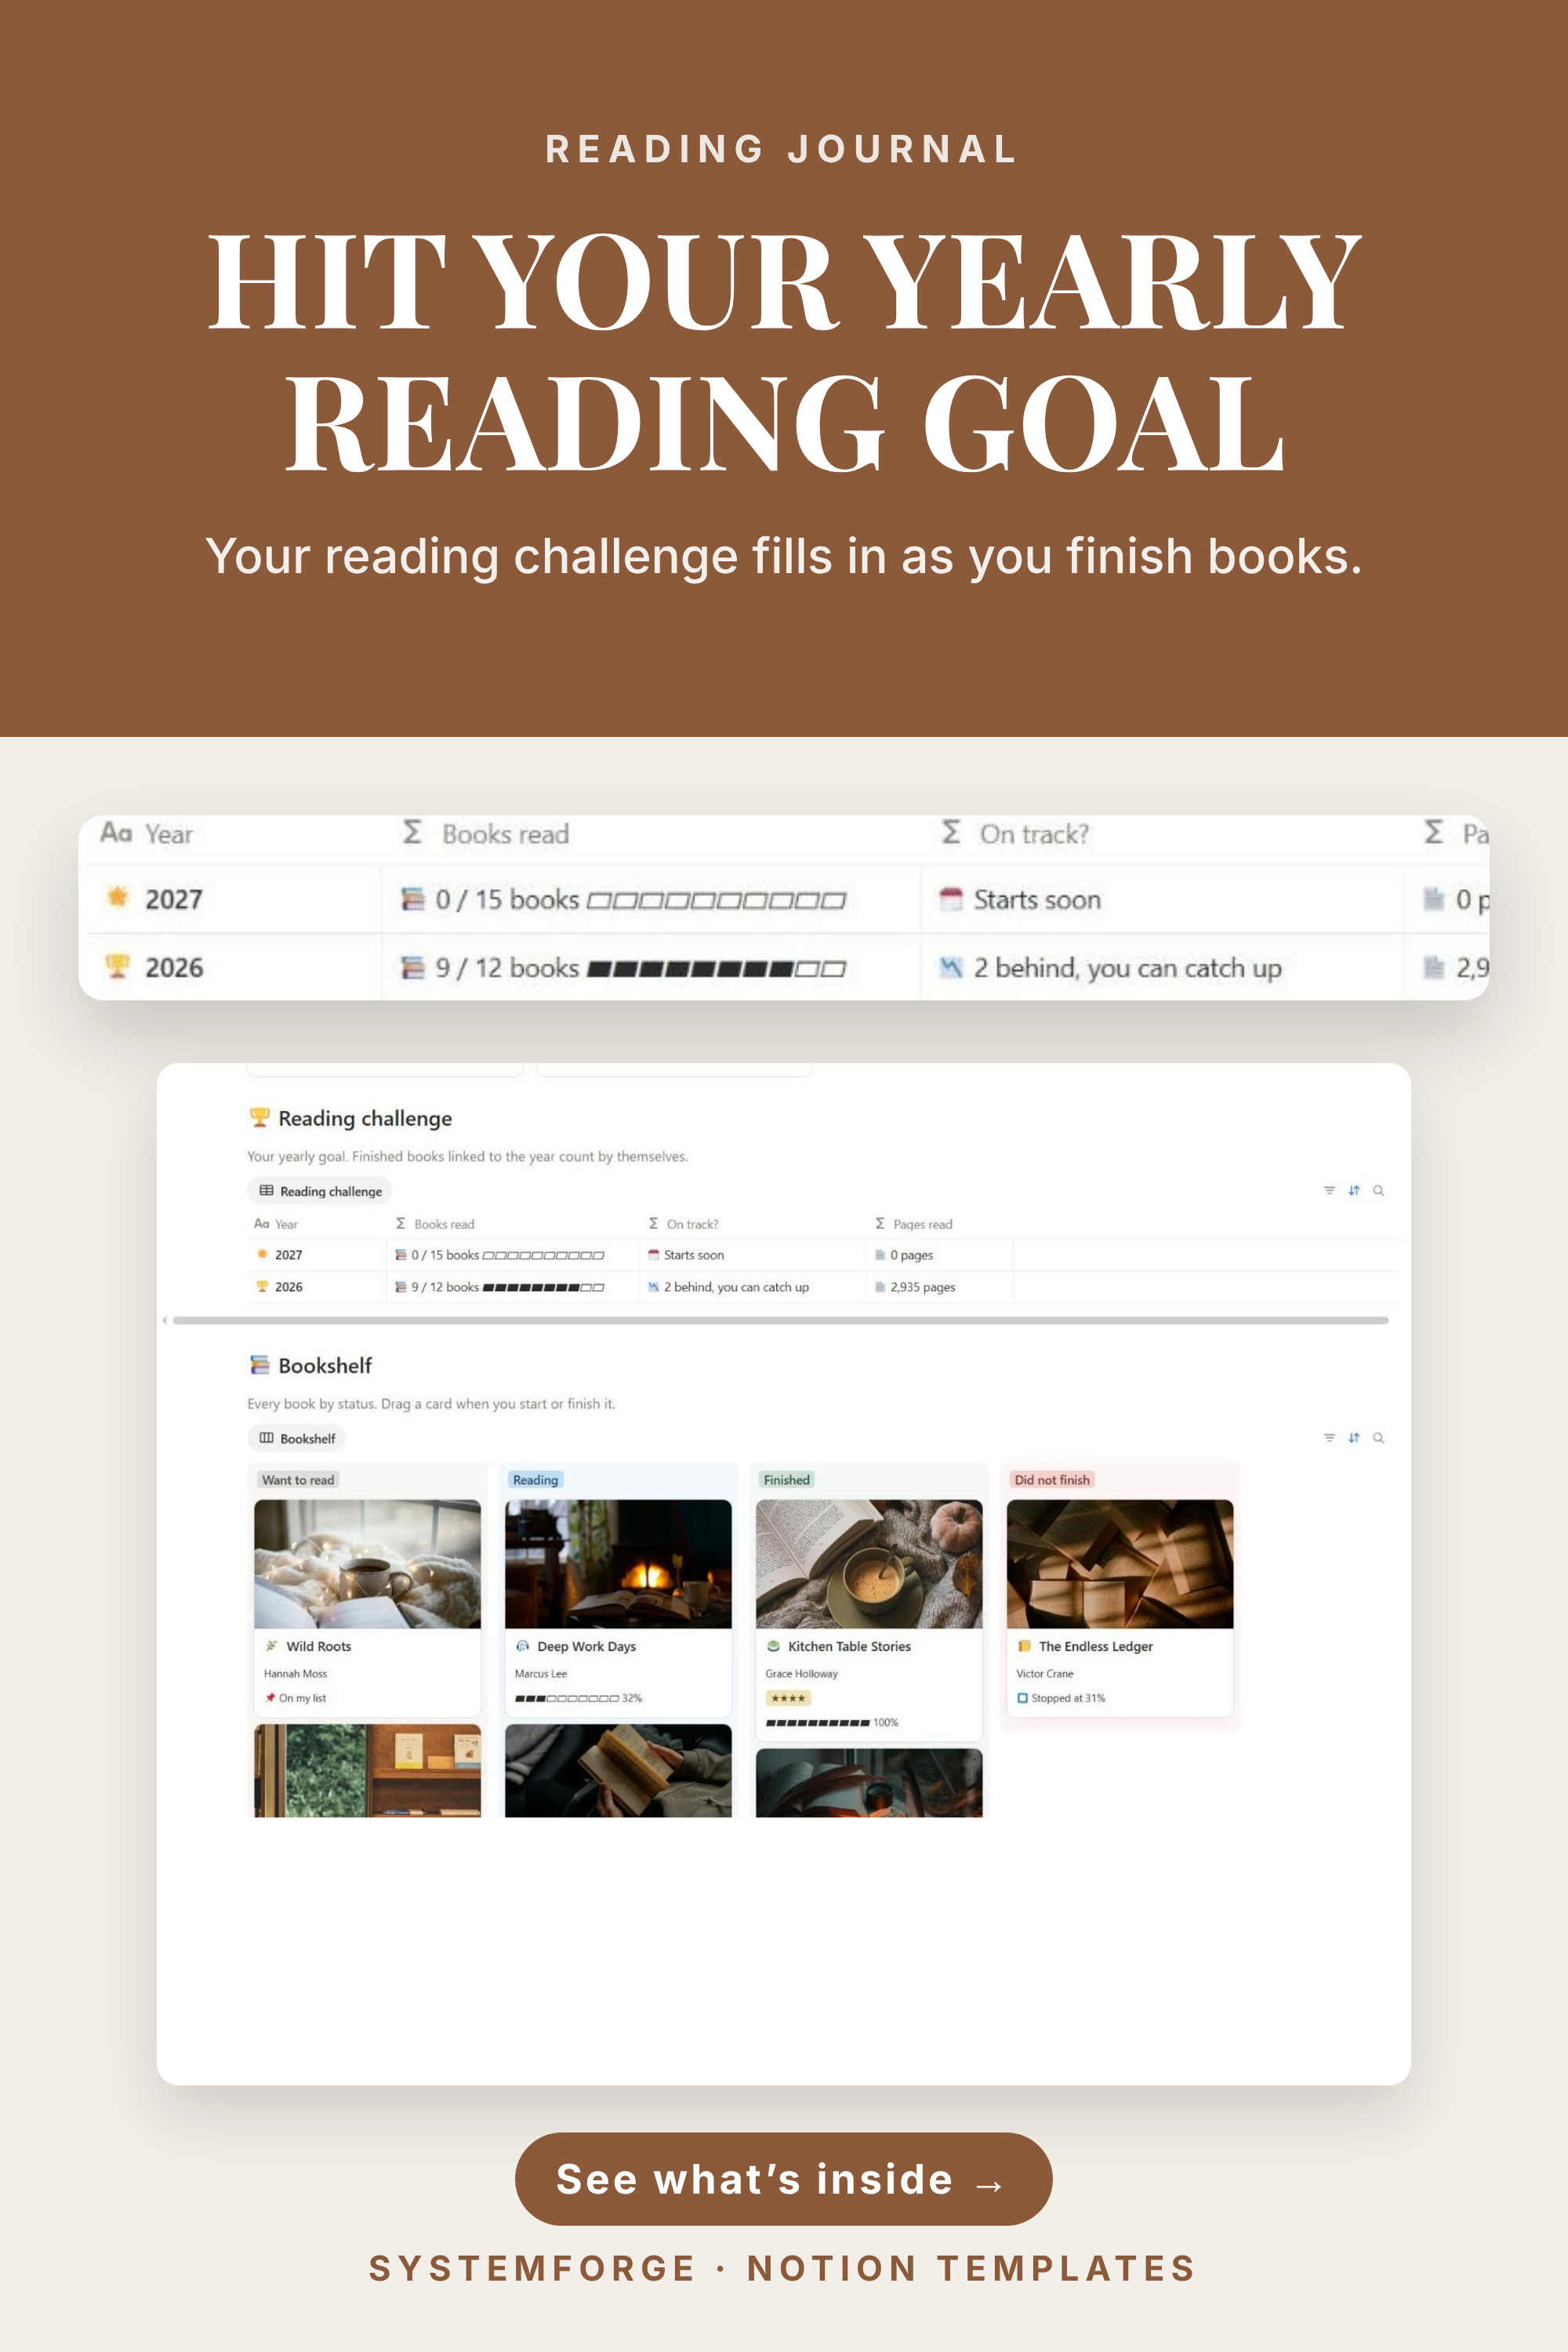 READING JOURNAL
HIT YOUR YEARLY
READING GOAL
Your reading challenge fills in as you finish books.
Aa Year Σ Books read Σ On track? Σ Pa
2027 0 / 15 books Starts soon 0 p
2026 9 / 12 books 2 behind, you can catch up 2,9
Reading challenge
Your yearly goal. Finished books linked to the year count by themselves.
Reading challenge
Aa Year Σ Books read Σ On track? Σ Pages read
2027 0 / 15 books Starts soon 0 pages
2026 9 / 12 books 2 behind, you can catch up 2,935 pages
Bookshelf
Every book by status. Drag a card when you start or finish it.
Bookshelf
Want to read Reading Finished Did not finish
Wild Roots Deep Work Days Kitchen Table Stories The Endless Ledger
Hannah Moss Marcus Lee Grace Holloway Victor Crane
On my list 32% ★★★★ Stopped at 31%
100%
See what's inside →
SYSTEMFORGE · NOTION TEMPLATES